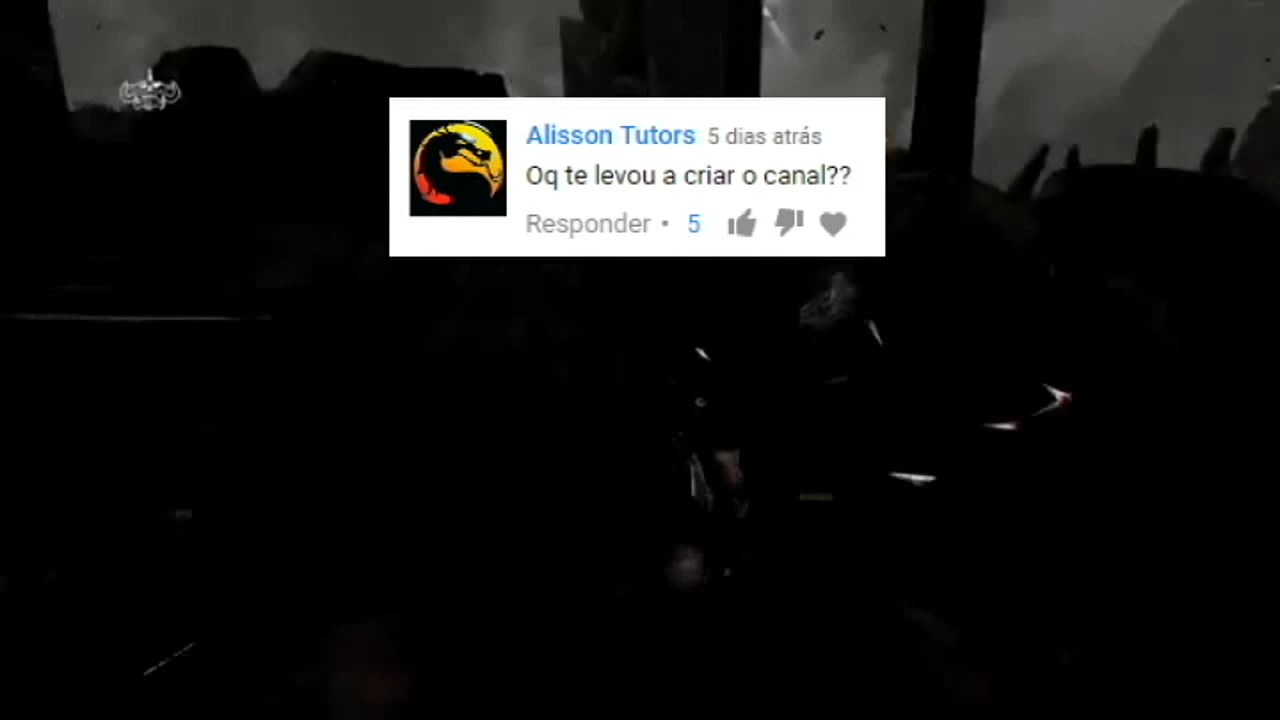 Alisson Tutors 5 dias atrás
Oq te levou a criar o canal??
Responder • 5